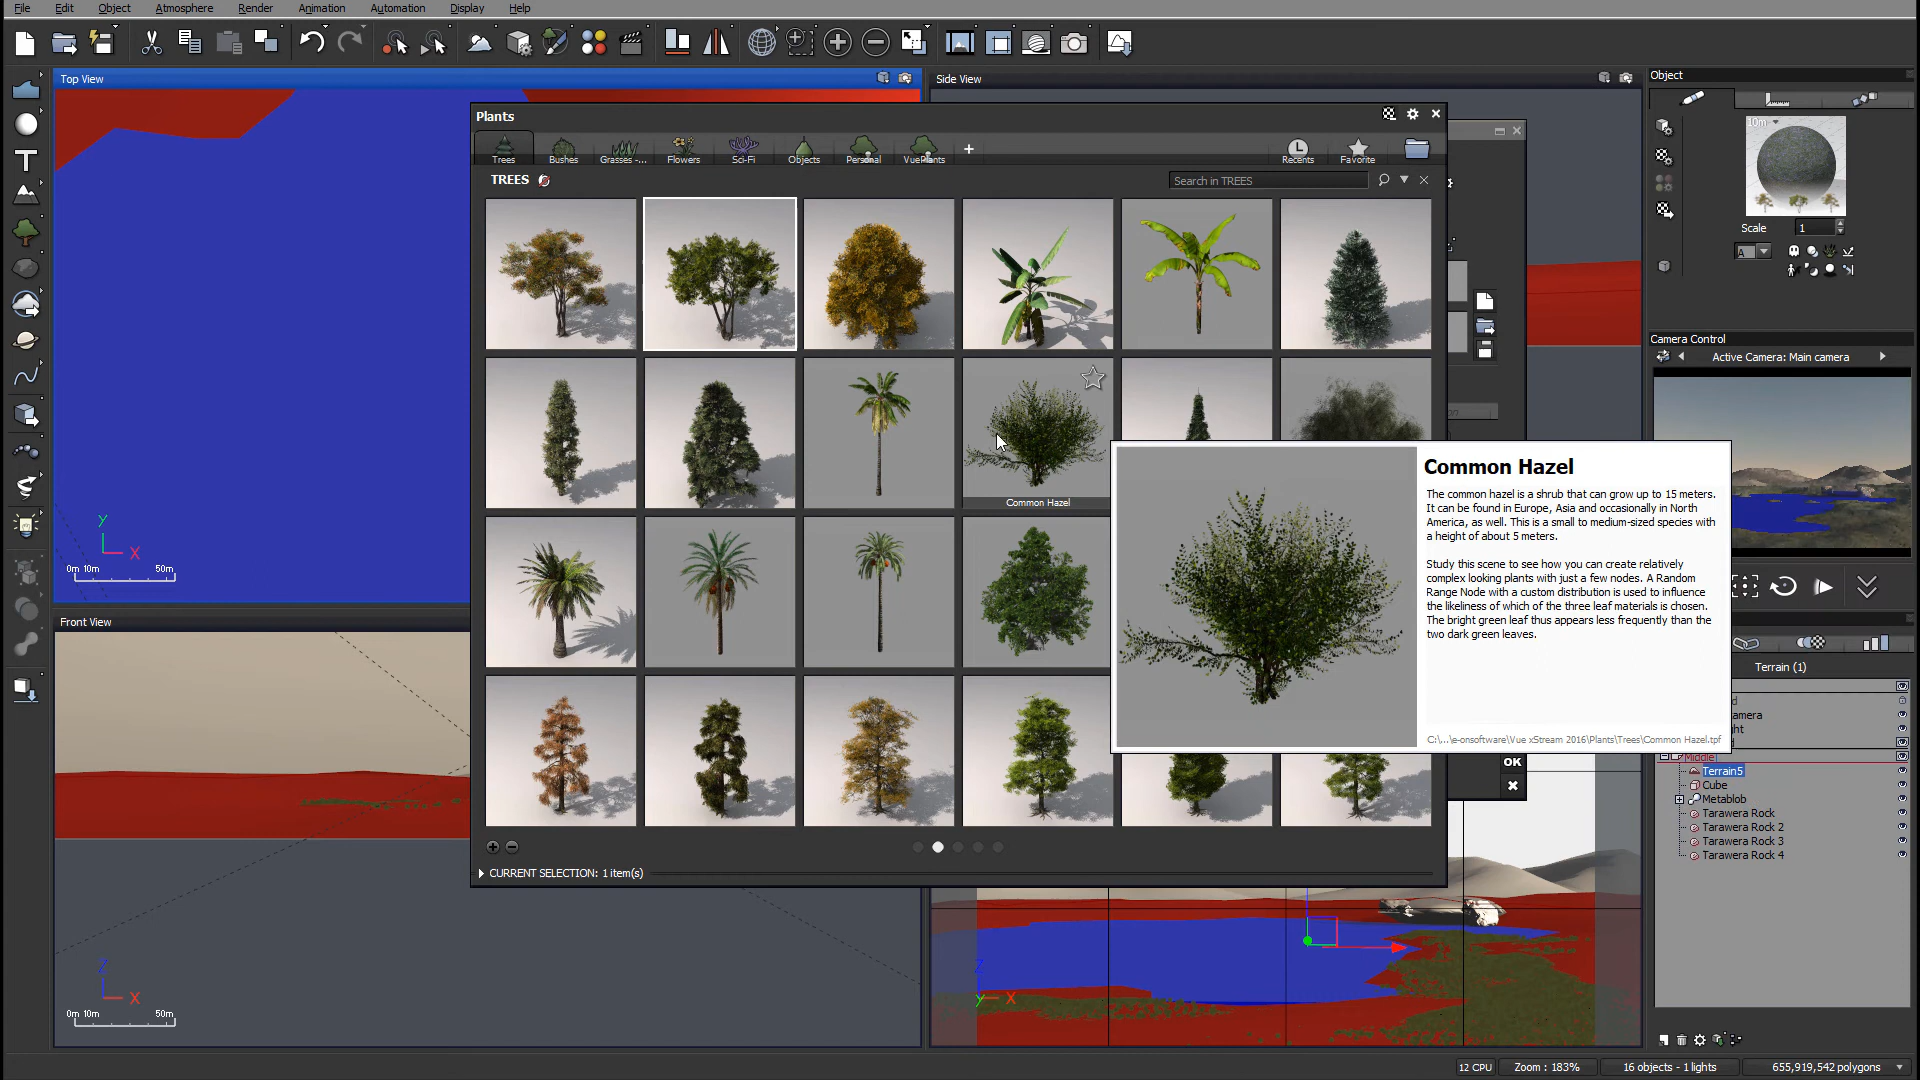 File Edit Object Atmosphere Render Animation Automation Display Help
Top View
Side View
Object
Plants
Trees Bushes Grasses -... Flowers Sci-Fi Objects Personal VuePlants +
Recents Favorite
TREES
Search in TREES
10m
Scale 1
A
Camera Control
Active Camera: Main camera
Common Hazel
Common Hazel
The common hazel is a shrub that can grow up to 15 meters.
It can be found in Europe, Asia and occasionally in North
America, as well. This is a small to medium-sized species with
a height of about 5 meters.
Study this scene to see how you can create relatively
complex looking plants with just a few nodes. A Random
Range Node with a custom distribution is used to influence
the likeliness of which of the three leaf materials is chosen.
The bright green leaf thus appears less frequently than the
two dark green leaves.
C:\...\e-onsoftware\Vue xStream 2016\Plants\Trees\Common Hazel.tpf
Y
X
0m 10m 50m
Front View
Terrain (1)
Middle
Terrain5
Cube
Metablob
Tarawera Rock
Tarawera Rock 2
Tarawera Rock 3
Tarawera Rock 4
OK
CURRENT SELECTION: 1 item(s)
Z
X
0m 10m 50m
Z
Y X
12 CPU Zoom : 183% 16 objects - 1 lights 655,919,542 polygons